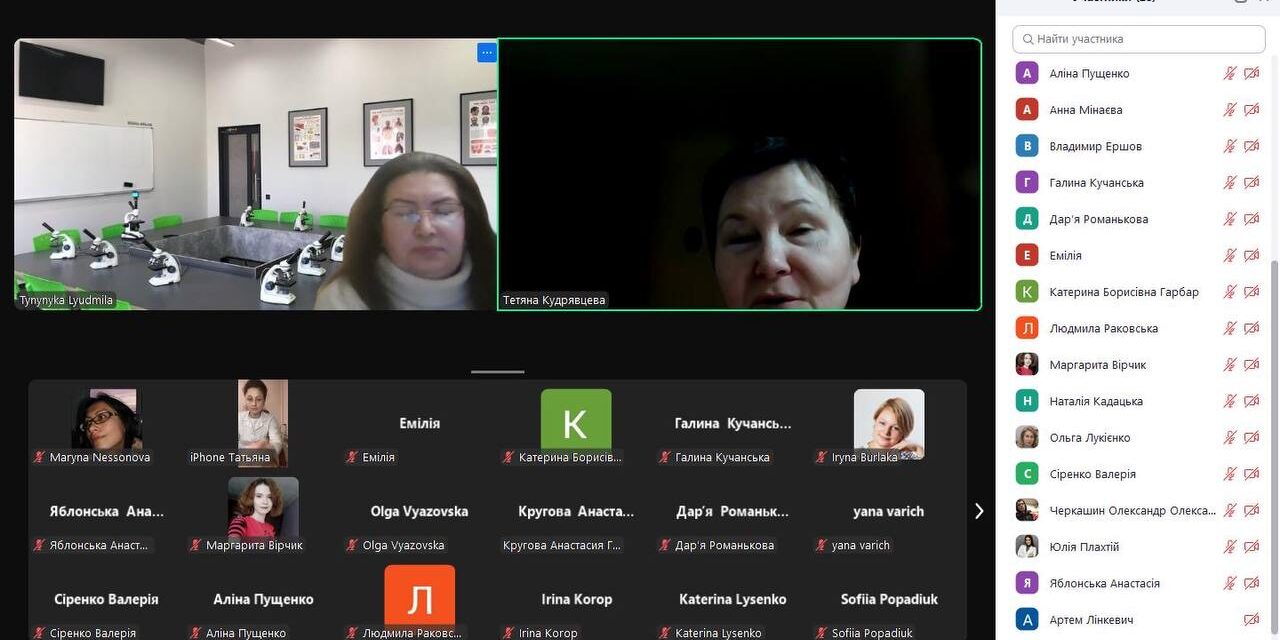 Найти участника
Аліна Пущенко
Анна Мінаєва
Владимир Ершов
Галина Кучанська
Дар'я Романькова
Емілія
Катерина Борисівна Гарбар
Людмила Раковська
Маргарита Вірчик
Наталія Кадацька
Ольга Лукієнко
Сіренко Валерія
Черкашин Олександр Олекса...
Юлія Плахтій
Яблонська Анастасія
Артем Лінкевич
А
А
В
Г
Д
Е
К
Л
Н
С
Я
А
Tynynyka Lyudmila
Тетяна Кудрявцева
Maryna Nessonova
iPhone Татьяна
Емілія
Емілія
К
Катерина Борисів...
Галина Кучансь...
Галина Кучанська
Iryna Burlaka
Яблонська Ана...
Яблонська Анаст...
Маргарита Вірчик
Olga Vyazovska
Olga Vyazovska
Кругова Анаста...
Кругова Анастасия Г...
Дар'я Романьк...
Дар'я Романькова
yana varich
yana varich
Сіренко Валерія
Сіренко Валерія
Аліна Пущенко
Аліна Пущенко
Л
Людмила Раковс...
Irina Korop
Irina Korop
Katerina Lysenko
Katerina Lysenko
Sofiia Popadiuk
Sofiia Popadiuk